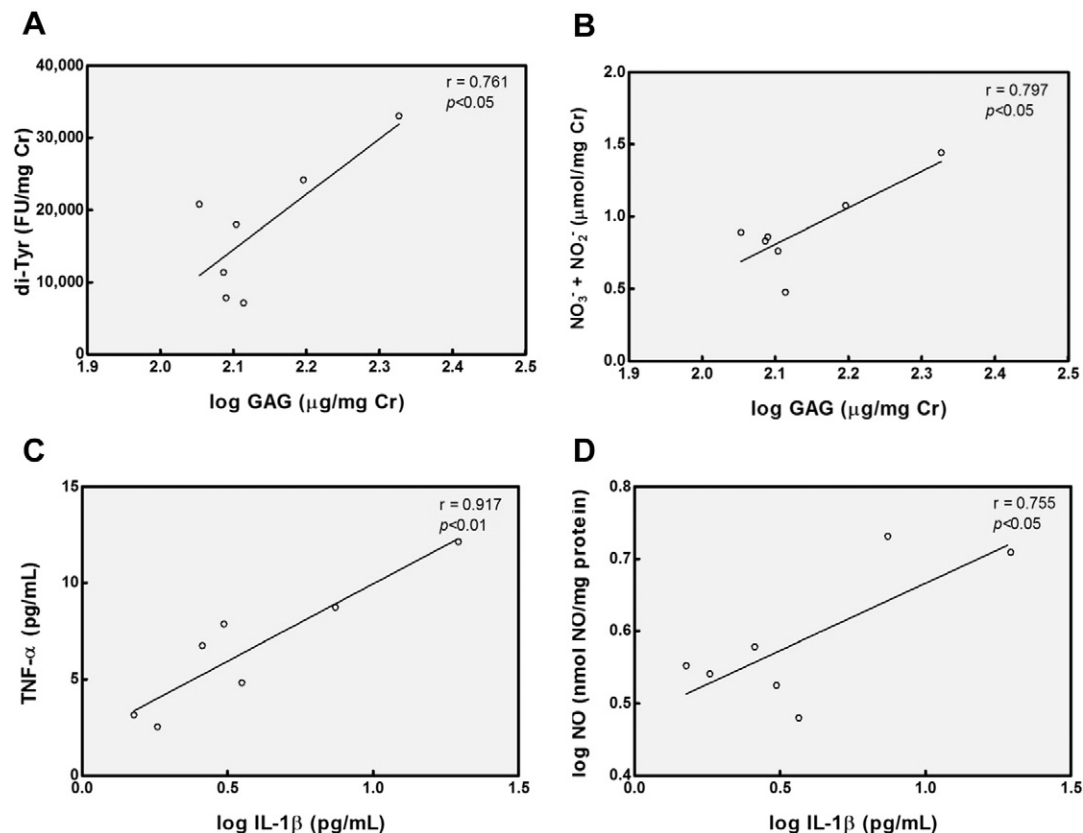 A
40,000
30,000
20,000
10,000
0
di-Tyr (FU/mg Cr)
r = 0.761
p<0.05
1.9 2.0 2.1 2.2 2.3 2.4 2.5
log GAG (μg/mg Cr)
B
2.0
1.5
1.0
0.5
0.0
NO₃⁻ + NO₂⁻ (μmol/mg Cr)
r = 0.797
p<0.05
1.9 2.0 2.1 2.2 2.3 2.4 2.5
log GAG (μg/mg Cr)
C
15
10
5
0
TNF-α (pg/mL)
r = 0.917
p<0.01
0.0 0.5 1.0 1.5
log IL-1β (pg/mL)
D
0.8
0.7
0.6
0.5
0.4
log NO (nmol NO/mg protein)
r = 0.755
p<0.05
0.0 0.5 1.0 1.5
log IL-1β (pg/mL)